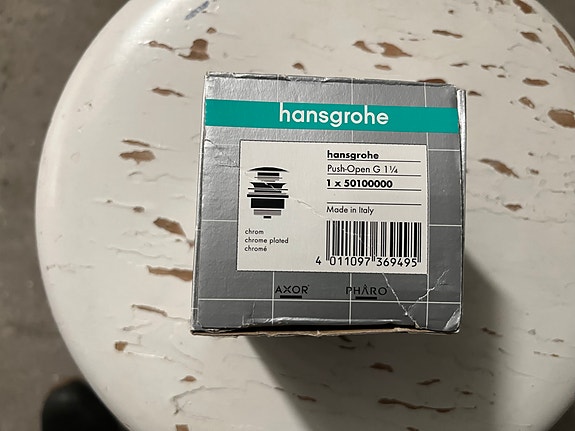 hansgrohe
hansgrohe
Push-Open G 1¼
1 x 50100000
Made in Italy
chrom
chrome plated
chromé
4 011097 369495
AXOR
PHARO